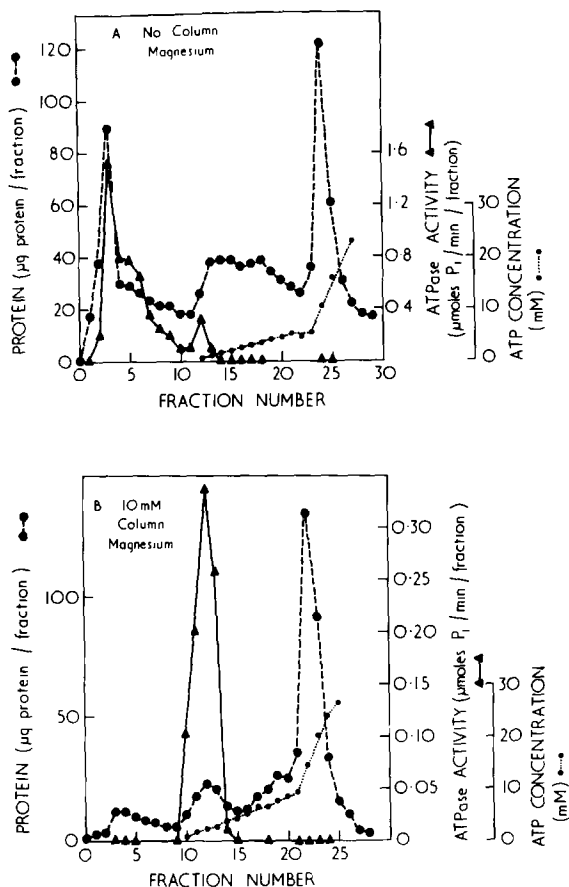 A No Column
Magnesium
PROTEIN (µg protein / fraction)
120
100
80
60
40
20
0
0 5 10 15 20 25 30
FRACTION NUMBER
1·6
1·2
0·8
0·4
ATPase ACTIVITY
(µmoles Pi/min/fraction)
30
20
10
0
ATP CONCENTRATION
(mM)
B 10mM
Column
Magnesium
PROTEIN (µg protein / fraction)
100
50
0
0 5 10 15 20 25
FRACTION NUMBER
0·30
0·25
0·20
0·15
0·10
0·05
0
ATPase ACTIVITY (µmoles Pi/min/fraction)
30
20
10
0
ATP CONCENTRATION
(mM)